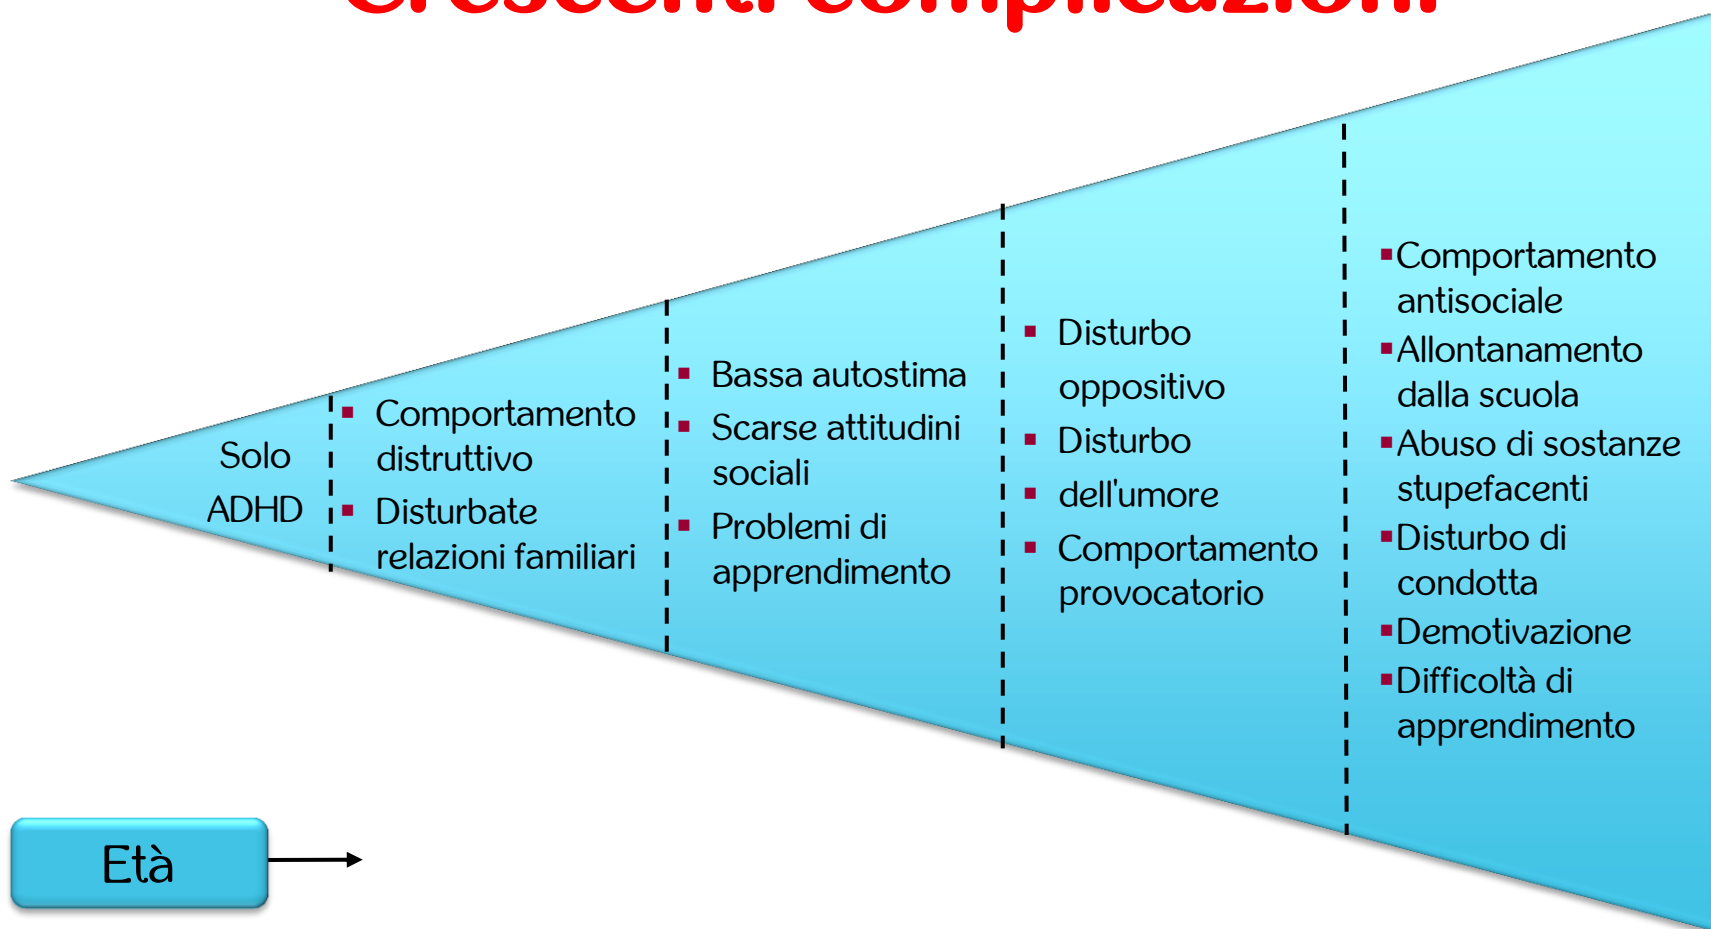 Crescenti complicazioni
Solo
ADHD
▪ Comportamento
distruttivo
▪ Disturbate
relazioni familiari
▪ Bassa autostima
▪ Scarse attitudini
sociali
▪ Problemi di
apprendimento
▪ Disturbo
oppositivo
▪ Disturbo
▪ dell'umore
▪ Comportamento
provocatorio
▪Comportamento
antisociale
▪Allontanamento
dalla scuola
▪Abuso di sostanze
stupefacenti
▪Disturbo di
condotta
▪Demotivazione
▪Difficoltà di
apprendimento
Età